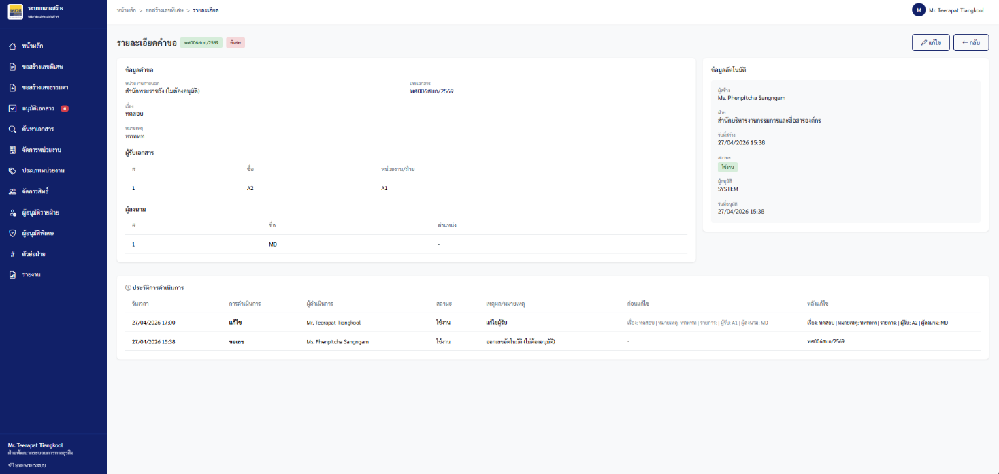 ระบบกลางสร้าง
หมายเลขเอกสาร
หน้าหลัก
ขอสร้างเลขพิเศษ
ขอสร้างเลขธรรมดา
อนุมัติเอกสาร
ค้นหาเอกสาร
จัดการหน่วยงาน
ประเภทหน่วยงาน
จัดการสิทธิ์
ผู้อนุมัติรายฝ่าย
ผู้อนุมัติพิเศษ
# ตัวย่อฝ่าย
รายงาน
Mr. Teerapat Tiangkool
ฝ่ายพัฒนากระบวนการทางธุรกิจ
ออกจากระบบ
หน้าหลัก > ขอสร้างเลขพิเศษ > รายละเอียด
M Mr. Teerapat Tiangkool
รายละเอียดคำขอ พศ006สบก/2569 พิเศษ
แก้ไข ← กลับ
ข้อมูลคำขอ
หน่วยงานภายนอก เลขเอกสาร
สำนักพระราชวัง (ไม่ต้องอนุมัติ) พศ006สบก/2569
เรื่อง
ทดสอบ
หมายเหตุ
ททททท
ผู้รับเอกสาร
# ชื่อ หน่วยงาน/ฝ่าย
1 A2 A1
ผู้ลงนาม
# ชื่อ ตำแหน่ง
1 MD -
ข้อมูลอัตโนมัติ
ผู้สร้าง
Ms. Phenpitcha Sangngam
ฝ่าย
สำนักบริหารงานกรรมการและสื่อสารองค์กร
วันที่สร้าง
27/04/2026 15:38
สถานะ
ใช้งาน
ผู้อนุมัติ
SYSTEM
วันที่อนุมัติ
27/04/2026 15:38
ประวัติการดำเนินการ
วันเวลา การดำเนินการ ผู้ดำเนินการ สถานะ เหตุผล/หมายเหตุ ก่อนแก้ไข หลังแก้ไข
27/04/2026 17:00 แก้ไข Mr. Teerapat Tiangkool ใช้งาน แก้ไขผู้รับ เรื่อง: ทดสอบ | หมายเหตุ: ททททท | รายการ: | ผู้รับ: A1 | ผู้ลงนาม: MD เรื่อง: ทดสอบ | หมายเหตุ: ททททท | รายการ: | ผู้รับ: A2 | ผู้ลงนาม: MD
27/04/2026 15:38 ขอเลข Ms. Phenpitcha Sangngam ใช้งาน ออกเลขอัตโนมัติ (ไม่ต้องอนุมัติ) - พศ006สบก/2569